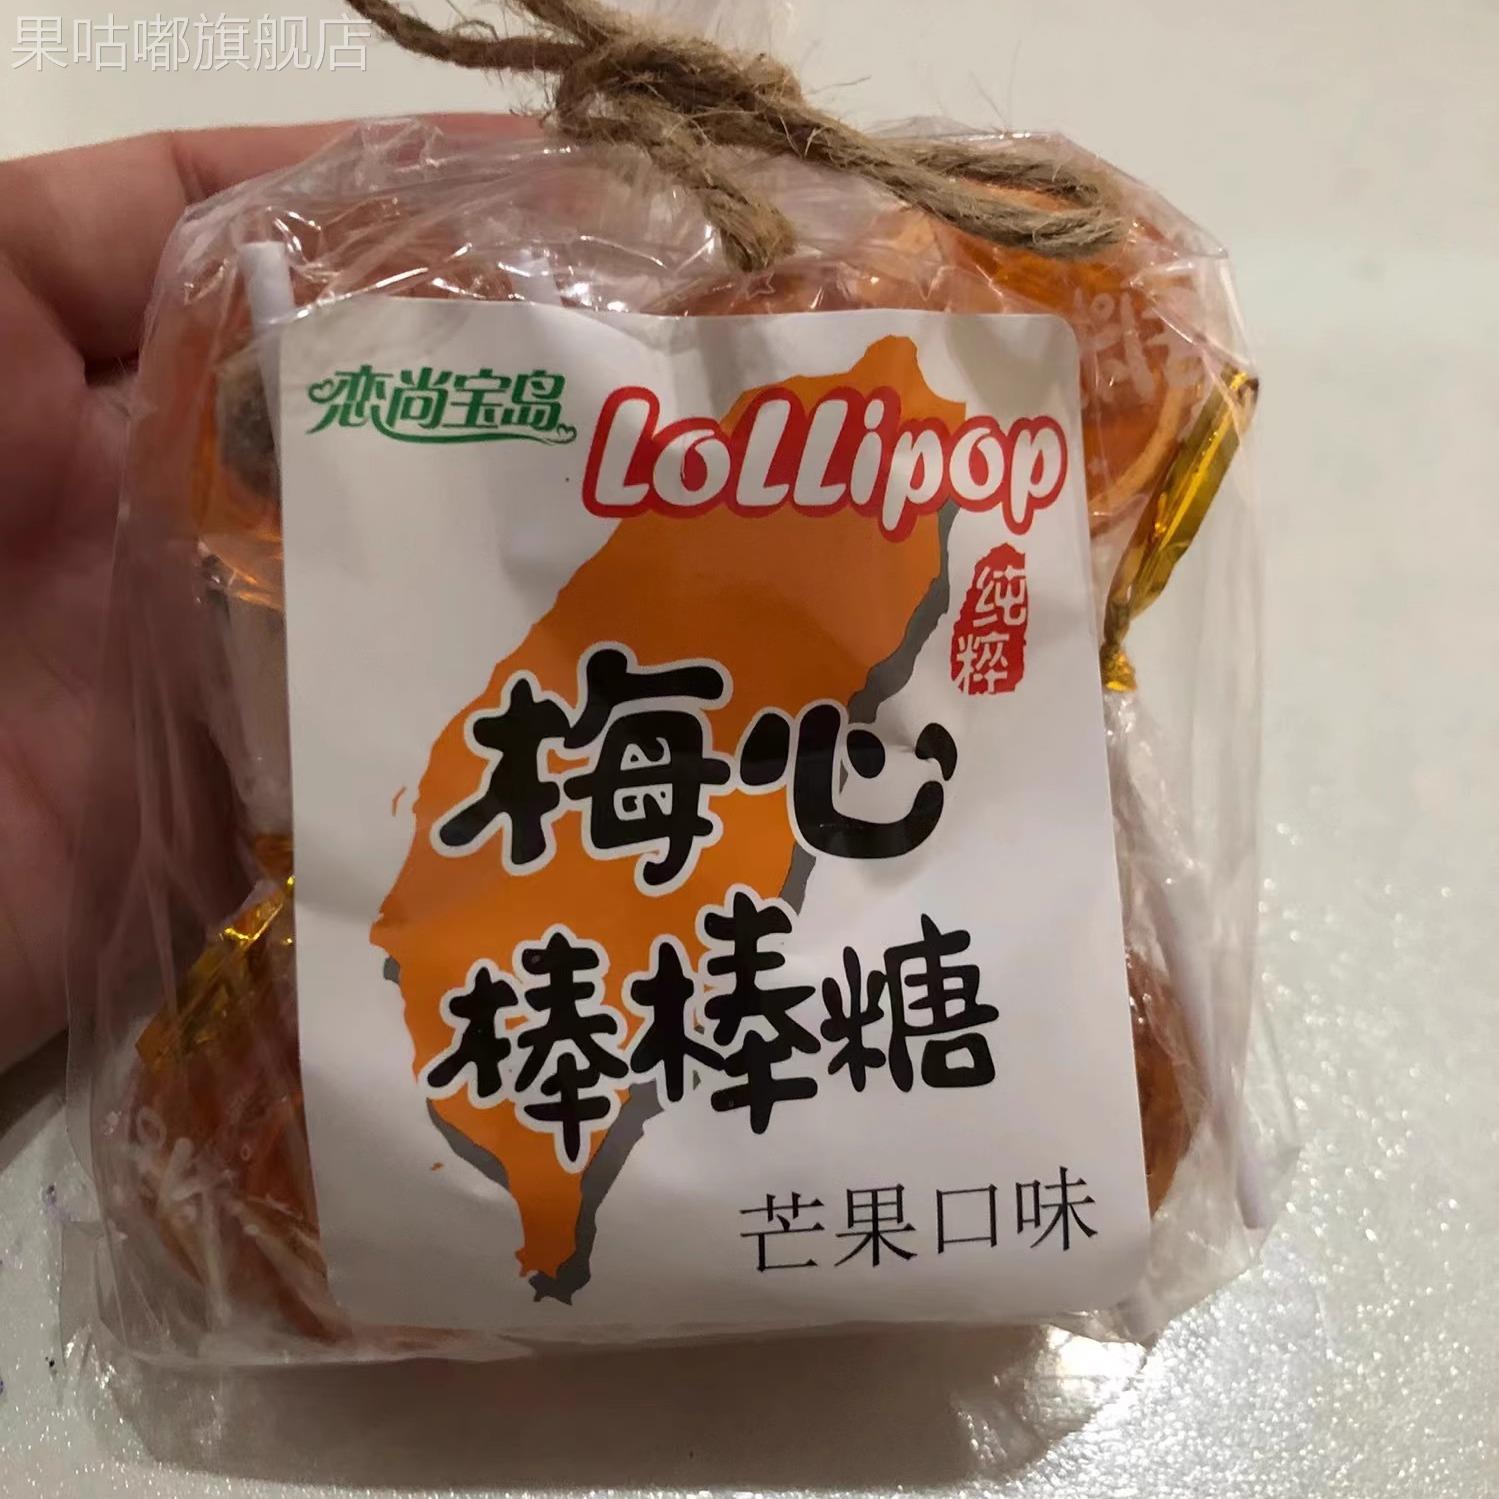 果咕嘟旗舰店
恋尚宝岛
Lollipop
纯粹
梅心
棒棒糖
芒果口味